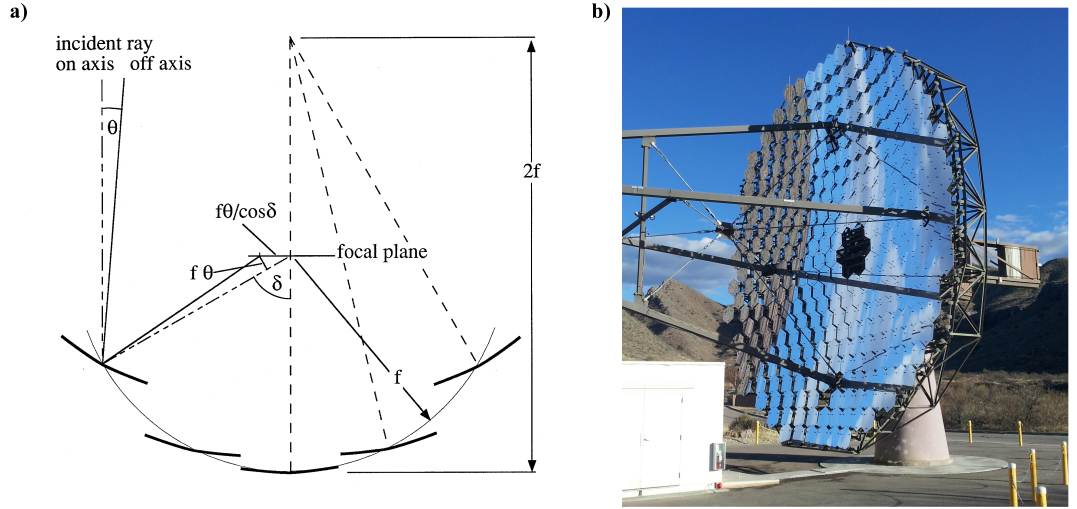 a)
b)
incident ray
on axis off axis
θ
2f
fθ/cosδ
focal plane
f θ
δ
f